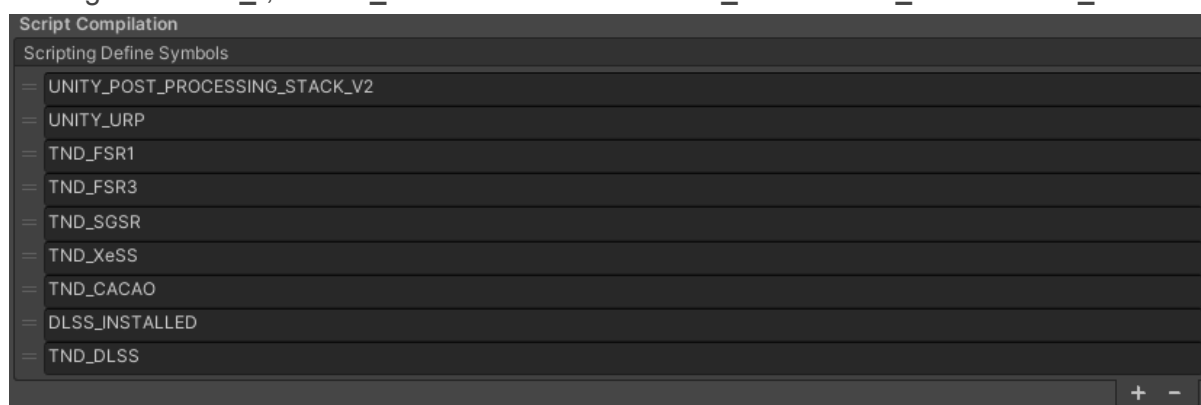 Script Compilation
Scripting Define Symbols
UNITY_POST_PROCESSING_STACK_V2
UNITY_URP
TND_FSR1
TND_FSR3
TND_SGSR
TND_XeSS
TND_CACAO
DLSS_INSTALLED
TND_DLSS
+ -